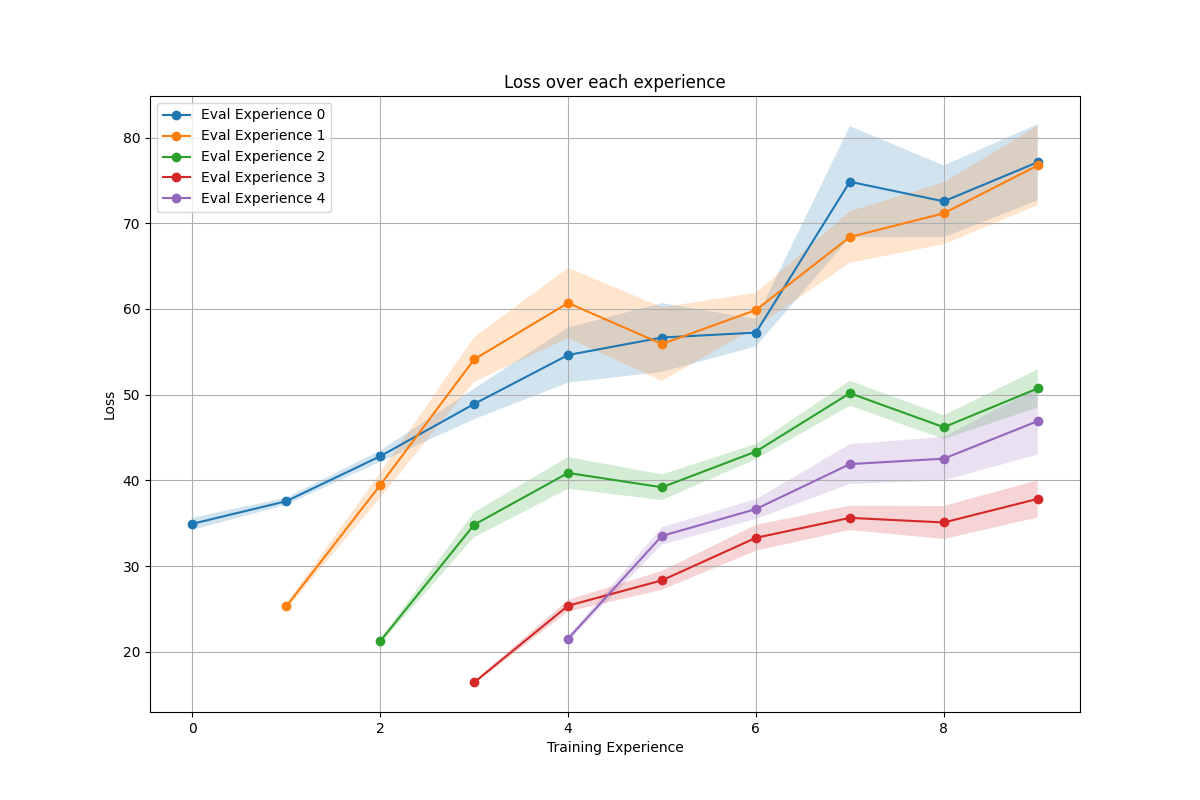 Loss over each experience
Eval Experience 0
Eval Experience 1
Eval Experience 2
Eval Experience 3
Eval Experience 4
80
70
60
50
40
30
20
Loss
0 2 4 6 8
Training Experience